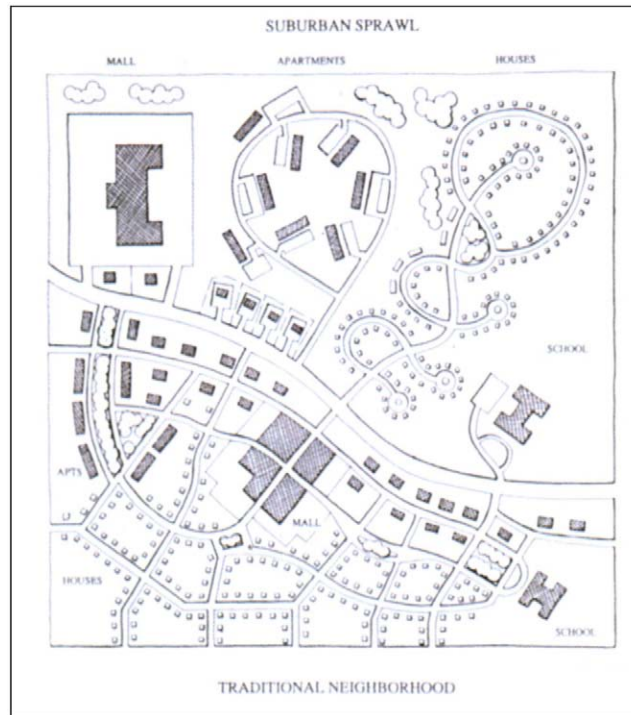 SUBURBAN SPRAWL
MALL APARTMENTS HOUSES
SCHOOL
APTS
MALL
HOUSES
SCHOOL
TRADITIONAL NEIGHBORHOOD